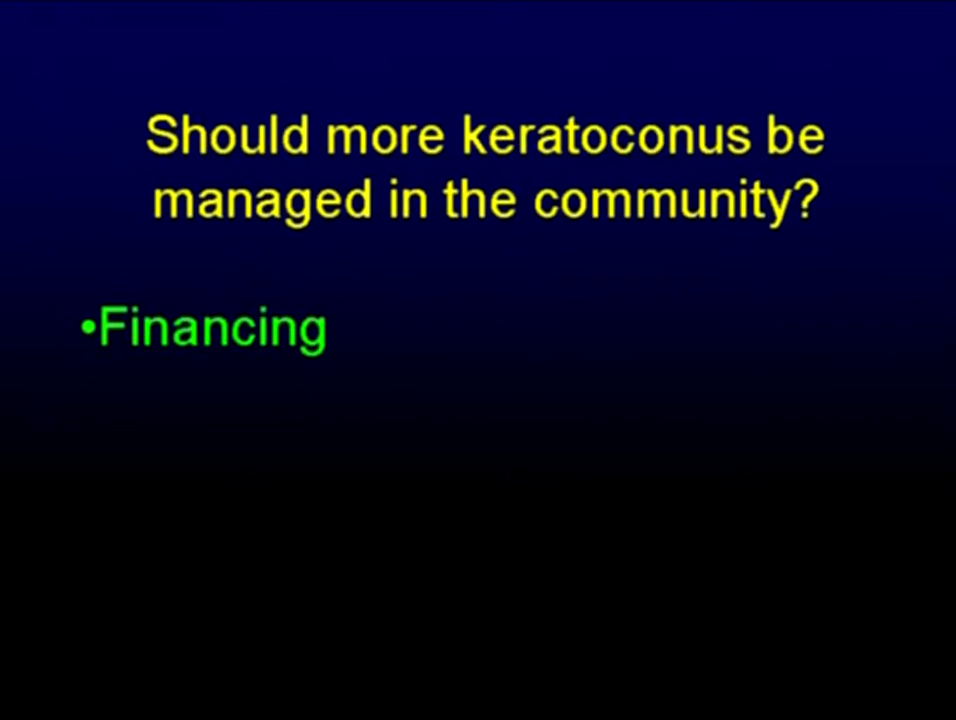 Should more keratoconus be
managed in the community?
•Financing